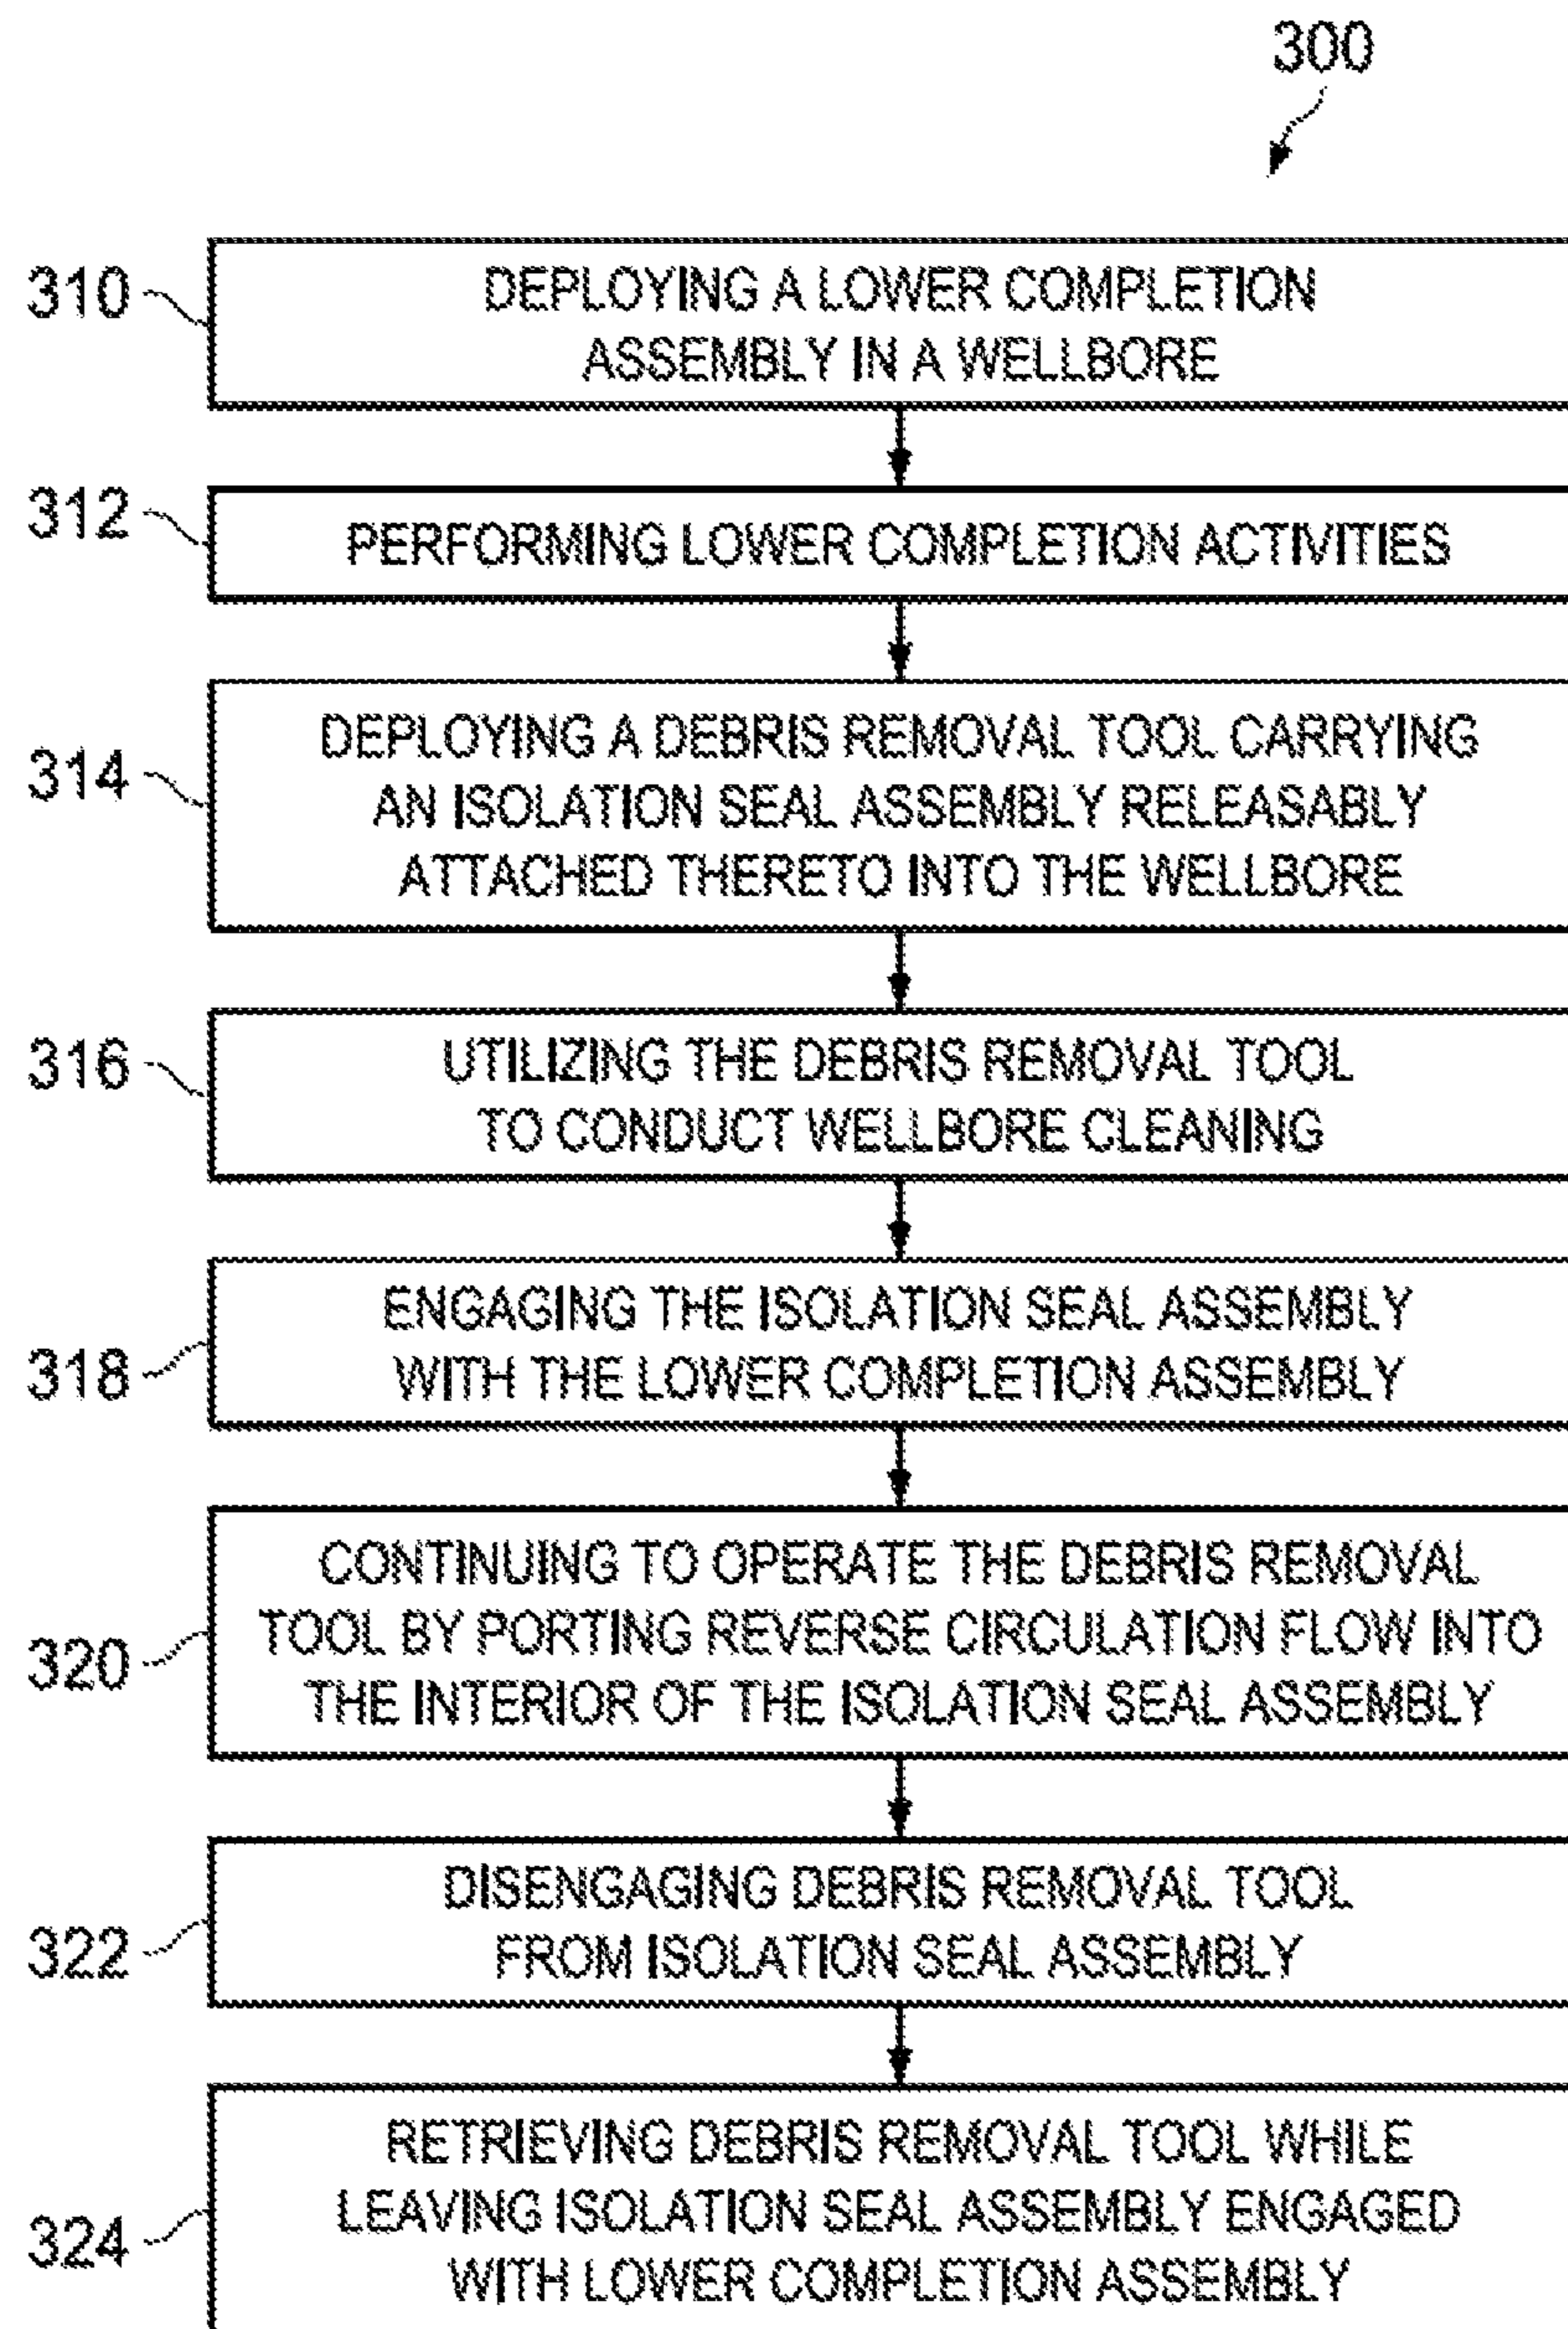 300
310
DEPLOYING A LOWER COMPLETION
ASSEMBLY IN A WELLBORE
312
PERFORMING LOWER COMPLETION ACTIVITIES
314
DEPLOYING A DEBRIS REMOVAL TOOL CARRYING
AN ISOLATION SEAL ASSEMBLY RELEASABLY
ATTACHED THERETO INTO THE WELLBORE
316
UTILIZING THE DEBRIS REMOVAL TOOL
TO CONDUCT WELLBORE CLEANING
318
ENGAGING THE ISOLATION SEAL ASSEMBLY
WITH THE LOWER COMPLETION ASSEMBLY
320
CONTINUING TO OPERATE THE DEBRIS REMOVAL
TOOL BY PORTING REVERSE CIRCULATION FLOW INTO
THE INTERIOR OF THE ISOLATION SEAL ASSEMBLY
322
DISENGAGING DEBRIS REMOVAL TOOL
FROM ISOLATION SEAL ASSEMBLY
324
RETRIEVING DEBRIS REMOVAL TOOL WHILE
LEAVING ISOLATION SEAL ASSEMBLY ENGAGED
WITH LOWER COMPLETION ASSEMBLY